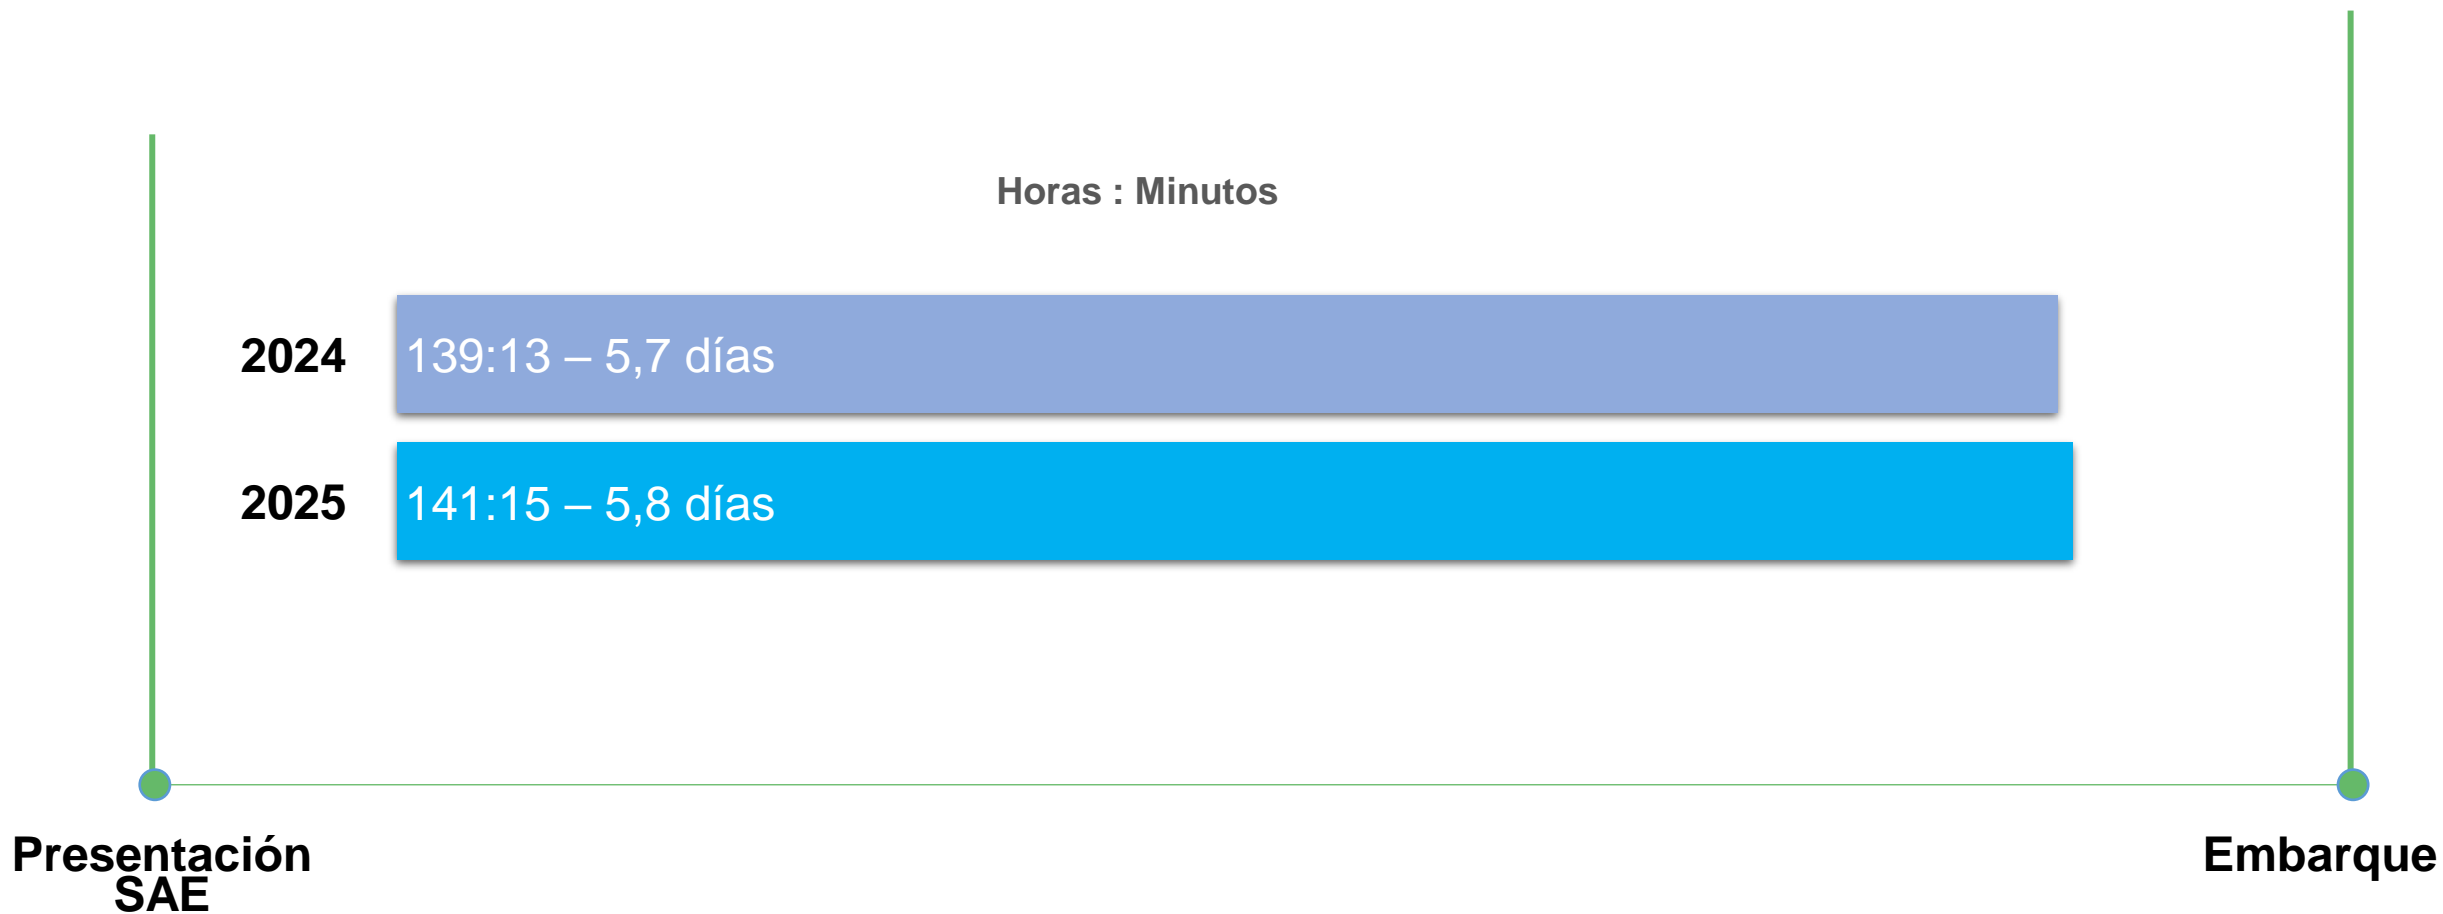 Horas : Minutos
2024
139:13 – 5,7 días
2025
141:15 – 5,8 días
Presentación
SAE
Embarque